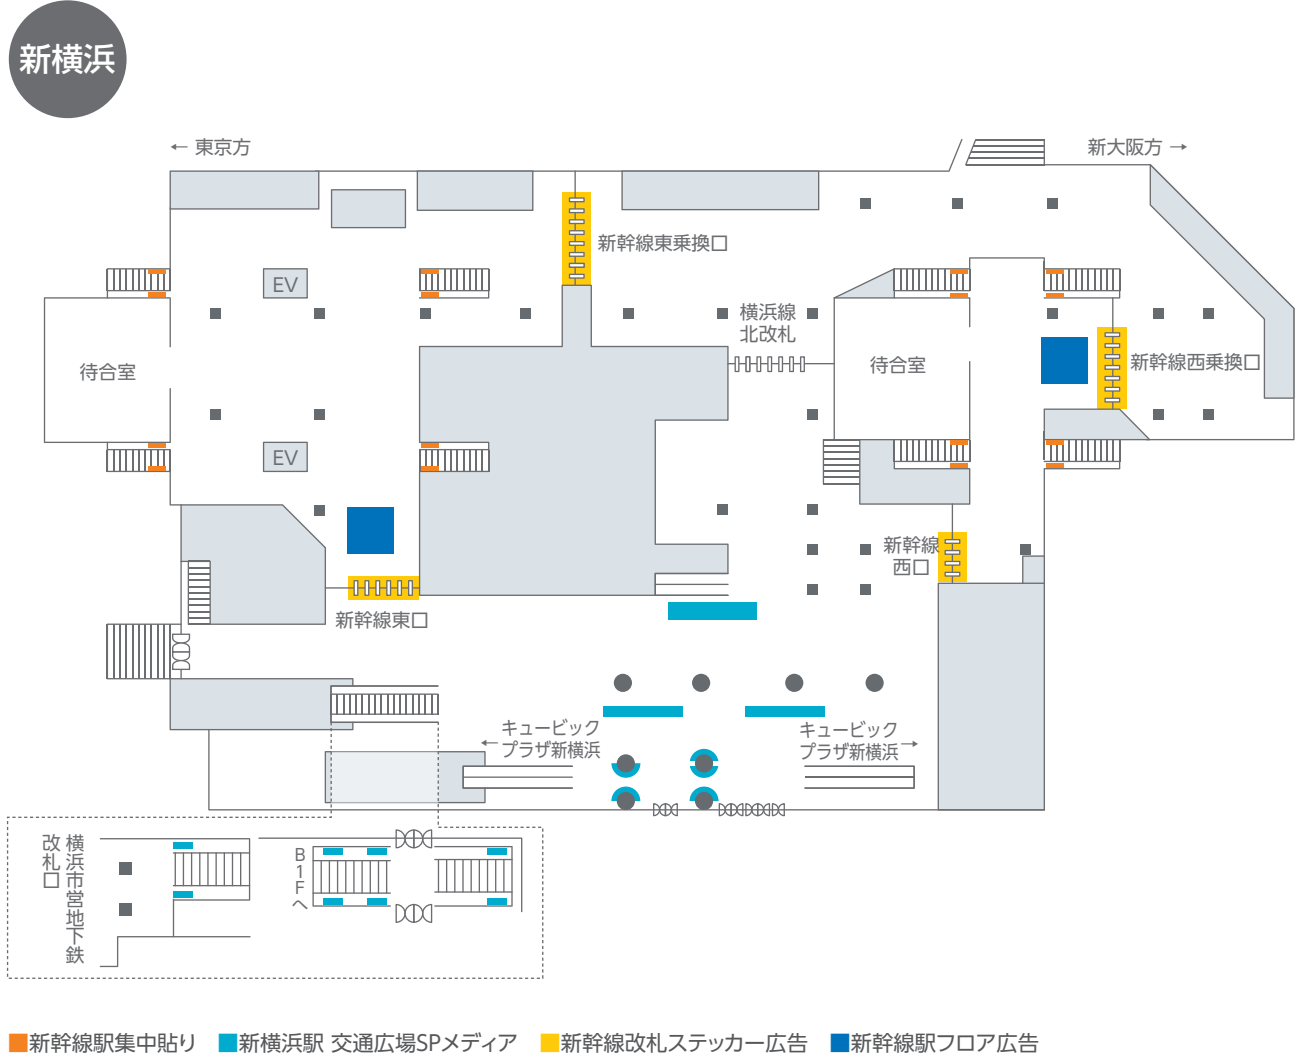 新横浜
← 東京方
新大阪方 →
新幹線東乗換口
EV
横浜線
北改札
待合室
待合室
新幹線西乗換口
EV
新幹線
西口
新幹線東口
キュービック
プラザ新横浜
キュービック
プラザ新横浜
横浜市営地下鉄
改札口
B1Fへ
新幹線駅集中貼り
新横浜駅 交通広場SPメディア
新幹線改札ステッカー広告
新幹線駅フロア広告